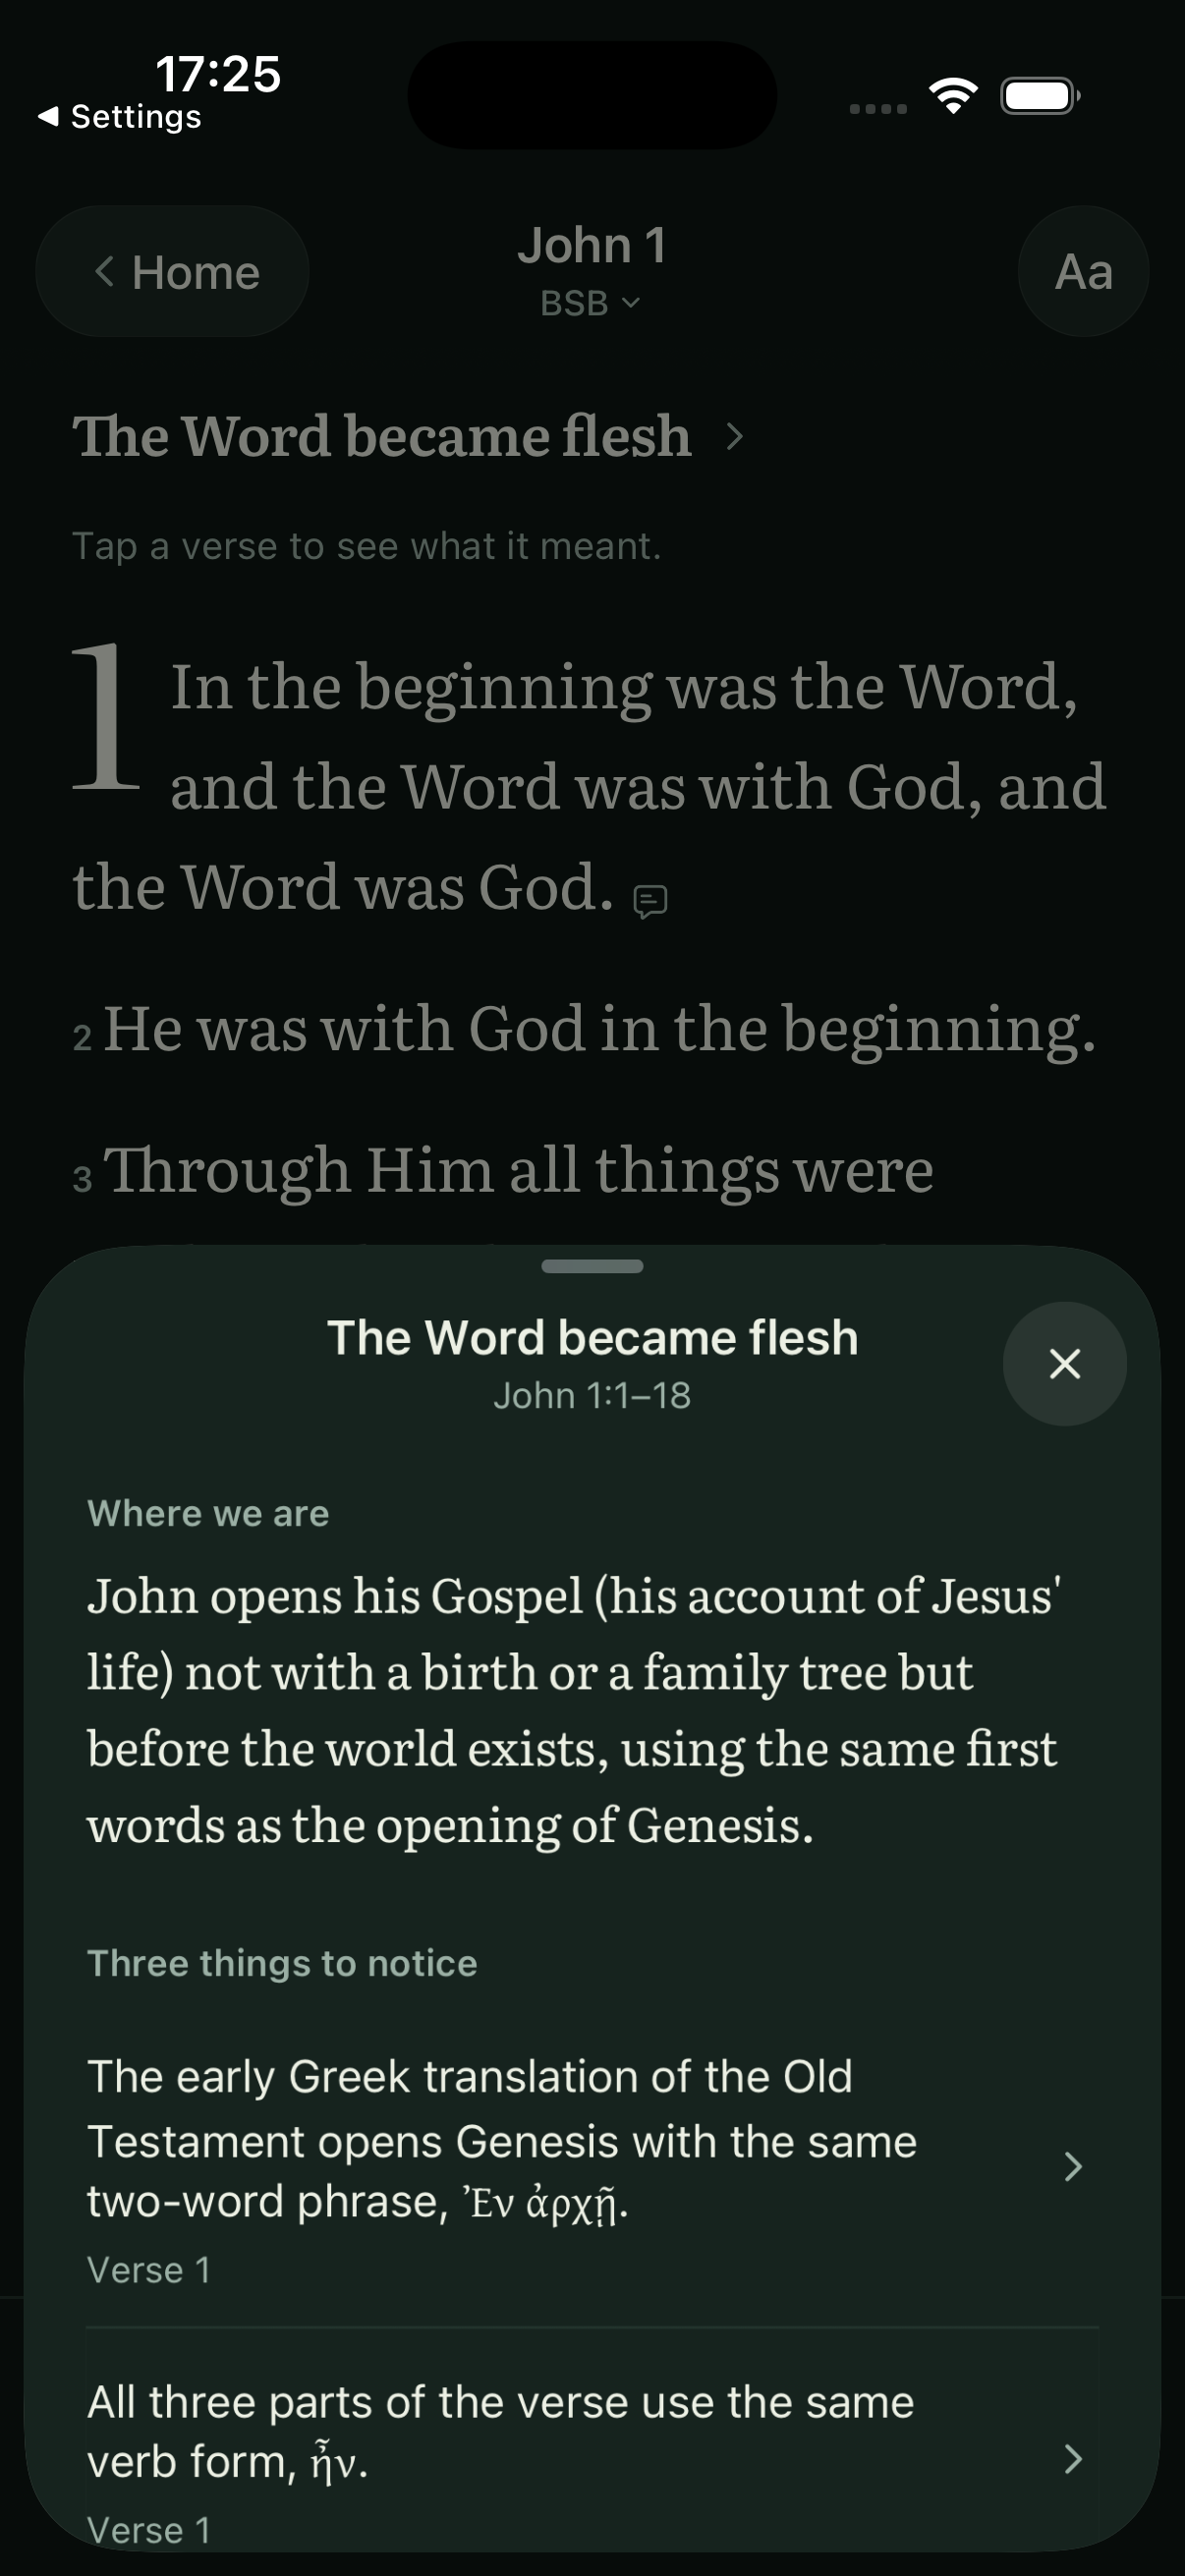 17:25
Settings
Home
John 1
BSB
Aa
The Word became flesh
Tap a verse to see what it meant.
1 In the beginning was the Word,
and the Word was with God, and
the Word was God.
2 He was with God in the beginning.
3 Through Him all things were
The Word became flesh
John 1:1–18
Where we are
John opens his Gospel (his account of Jesus'
life) not with a birth or a family tree but
before the world exists, using the same first
words as the opening of Genesis.
Three things to notice
The early Greek translation of the Old
Testament opens Genesis with the same
two-word phrase, Ἐν ἀρχῇ.
Verse 1
All three parts of the verse use the same
verb form, ἦν.
Verse 1